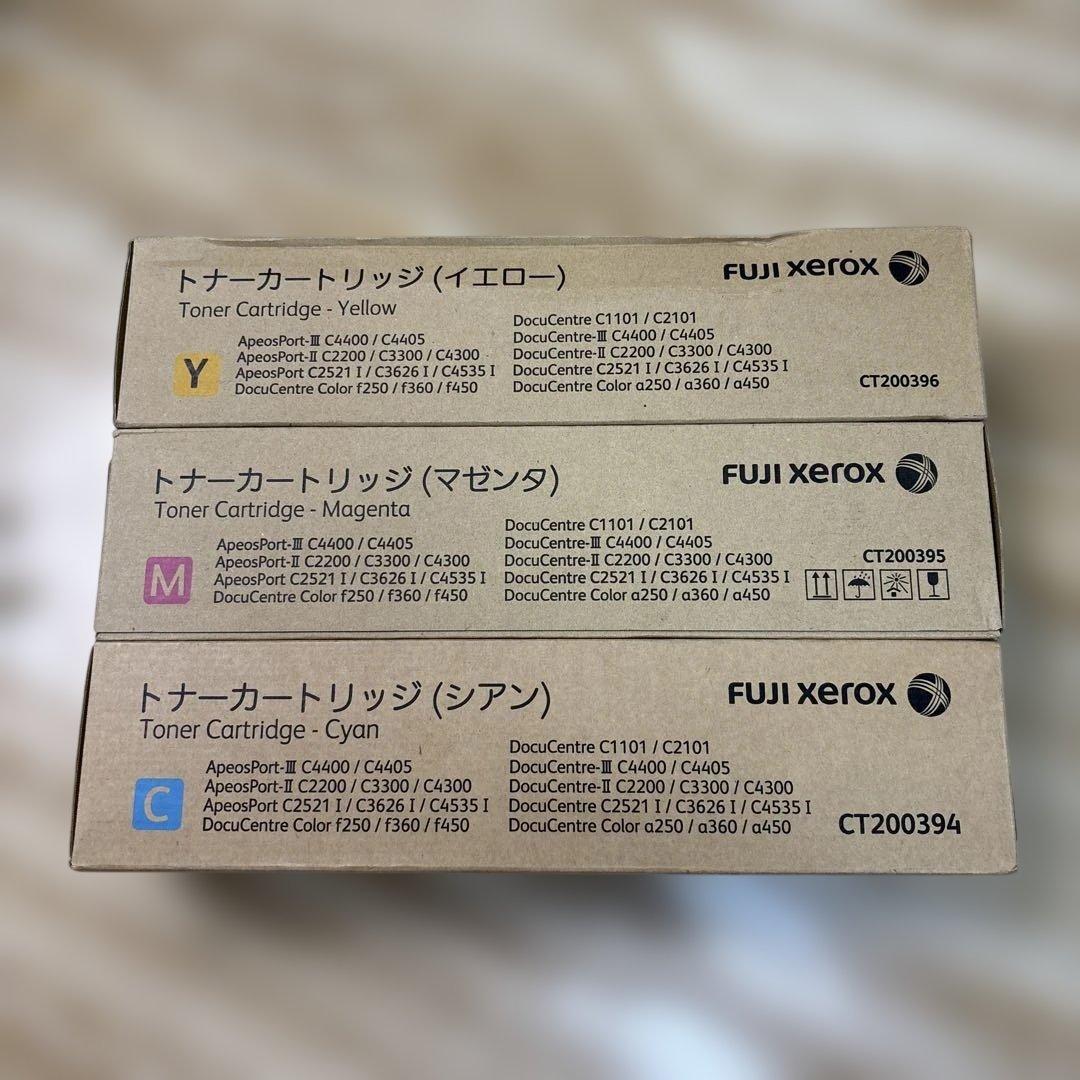 トナーカートリッジ (イエロー)
FUJI xerox
Toner Cartridge - Yellow
Y
ApeosPort-Ⅲ C4400 / C4405
ApeosPort-Ⅱ C2200 / C3300 / C4300
ApeosPort C2521 I / C3626 I / C4535 I
DocuCentre Color f250 / f360 / f450
DocuCentre C1101 / C2101
DocuCentre-Ⅲ C4400 / C4405
DocuCentre-Ⅱ C2200 / C3300 / C4300
DocuCentre C2521 I / C3626 I / C4535 I
DocuCentre Color a250 / a360 / a450
CT200396
トナーカートリッジ (マゼンタ)
FUJI xerox
Toner Cartridge - Magenta
M
ApeosPort-Ⅲ C4400 / C4405
ApeosPort-Ⅱ C2200 / C3300 / C4300
ApeosPort C2521 I / C3626 I / C4535 I
DocuCentre Color f250 / f360 / f450
DocuCentre C1101 / C2101
DocuCentre-Ⅲ C4400 / C4405
DocuCentre-Ⅱ C2200 / C3300 / C4300
DocuCentre C2521 I / C3626 I / C4535 I
DocuCentre Color a250 / a360 / a450
CT200395
トナーカートリッジ (シアン)
FUJI xerox
Toner Cartridge - Cyan
C
ApeosPort-Ⅲ C4400 / C4405
ApeosPort-Ⅱ C2200 / C3300 / C4300
ApeosPort C2521 I / C3626 I / C4535 I
DocuCentre Color f250 / f360 / f450
DocuCentre C1101 / C2101
DocuCentre-Ⅲ C4400 / C4405
DocuCentre-Ⅱ C2200 / C3300 / C4300
DocuCentre C2521 I / C3626 I / C4535 I
DocuCentre Color a250 / a360 / a450
CT200394